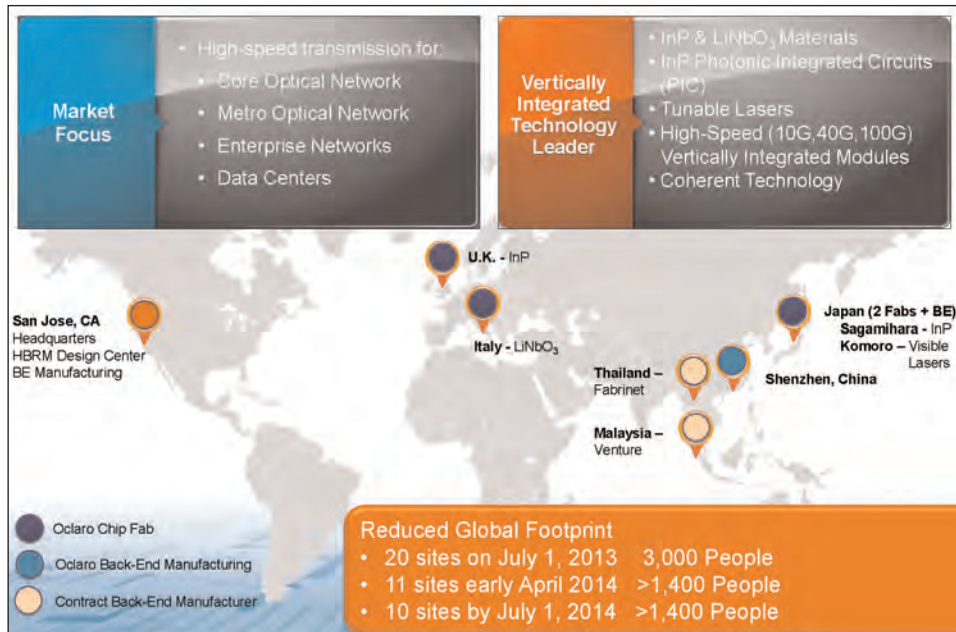 Market
Focus
• High-speed transmission for:
• Core Optical Network
• Metro Optical Network
• Enterprise Networks
• Data Centers
Vertically
Integrated
Technology
Leader
• InP & LiNbO₃ Materials
• InP Photonic Integrated Circuits
(PIC)
• Tunable Lasers
• High-Speed (10G,40G,100G)
Vertically Integrated Modules
• Coherent Technology
San Jose, CA
Headquarters
HBRM Design Center
BE Manufacturing
U.K. - InP
Italy - LiNbO₃
Thailand –
Fabrinet
Malaysia –
Venture
Shenzhen, China
Japan (2 Fabs + BE)
Sagamihara - InP
Komoro – Visible
Lasers
Oclaro Chip Fab
Oclaro Back-End Manufacturing
Contract Back-End Manufacturer
Reduced Global Footprint
• 20 sites on July 1, 2013 3,000 People
• 11 sites early April 2014 >1,400 People
• 10 sites by July 1, 2014 >1,400 People